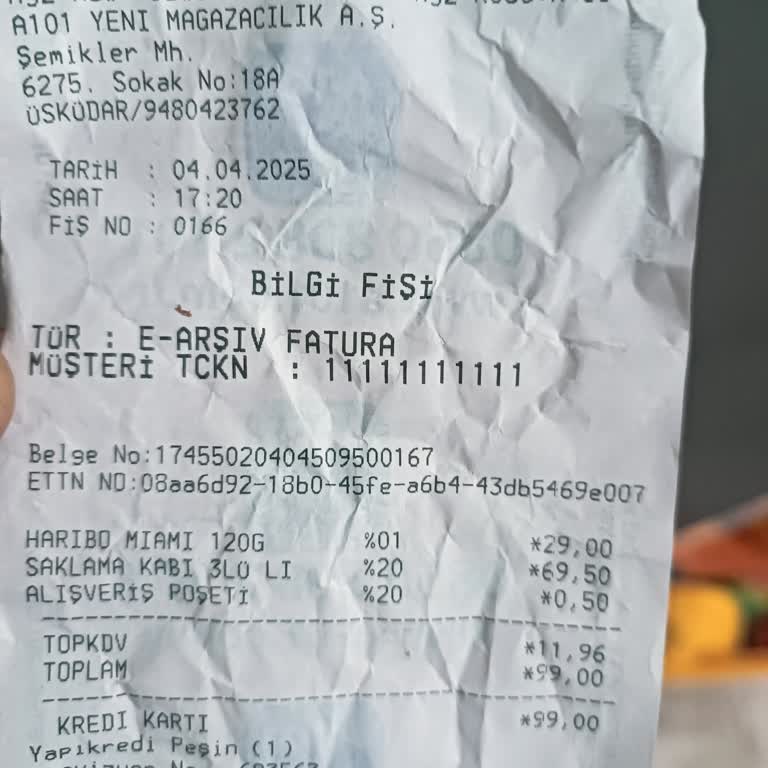 A101 YENİ MAGAZACILIK A.Ş.
Şemikler Mh.
6275. Sokak No:18A
ÜSKÜDAR/9480423762
TARİH : 04.04.2025
SAAT : 17:20
FİŞ NO : 0166
BİLGİ FİŞİ
TÜR : E-ARŞIV FATURA
MÜŞTERİ TCKN : 11111111111
Belge No:17455020404509500167
ETTN NO:08aa6d92-18b0-45fe-a6b4-43db5469e007
HARIBO MIAMI 120G %01 *29,00
SAKLAMA KABI 3LÜ LI %20 *69,50
ALIŞVERİŞ POŞETİ %20 *0,50
TOPKDV *11,96
TOPLAM *99,00
KREDI KARTI *99,00
Yapıkredi Peşin (1)